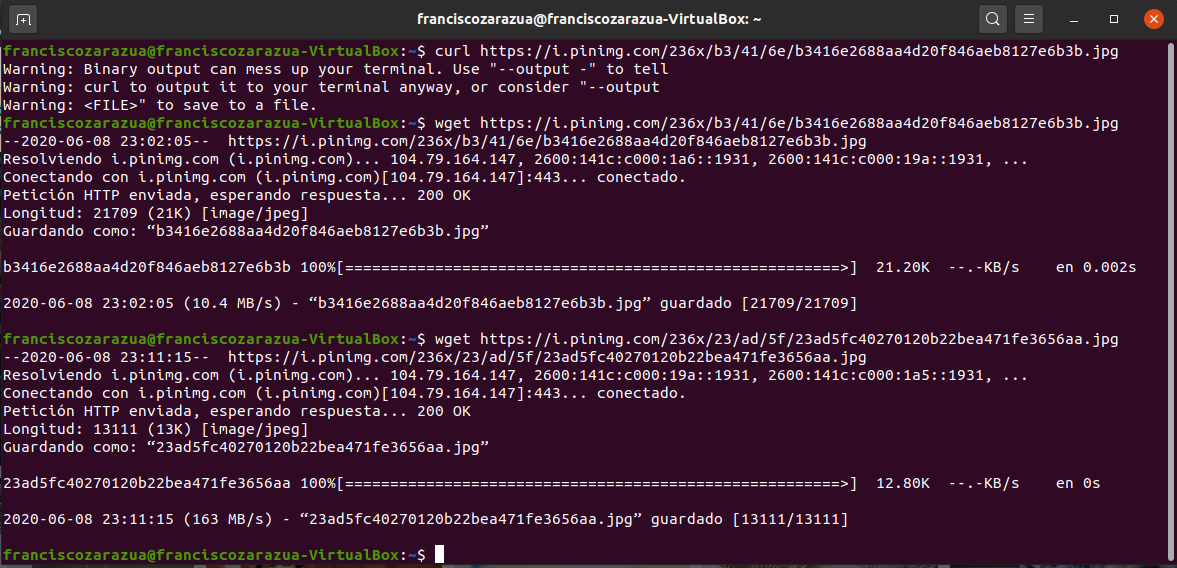 franciscozarazua@franciscozarazua-VirtualBox: ~
franciscozarazua@franciscozarazua-VirtualBox:~$ curl https://i.pinimg.com/236x/b3/41/6e/b3416e2688aa4d20f846aeb8127e6b3b.jpg
Warning: Binary output can mess up your terminal. Use "--output -" to tell
Warning: curl to output it to your terminal anyway, or consider "--output
Warning: <FILE>" to save to a file.
franciscozarazua@franciscozarazua-VirtualBox:~$ wget https://i.pinimg.com/236x/b3/41/6e/b3416e2688aa4d20f846aeb8127e6b3b.jpg
--2020-06-08 23:02:05--  https://i.pinimg.com/236x/b3/41/6e/b3416e2688aa4d20f846aeb8127e6b3b.jpg
Resolviendo i.pinimg.com (i.pinimg.com)... 104.79.164.147, 2600:141c:c000:1a6::1931, 2600:141c:c000:19a::1931, ...
Conectando con i.pinimg.com (i.pinimg.com)[104.79.164.147]:443... conectado.
Petición HTTP enviada, esperando respuesta... 200 OK
Longitud: 21709 (21K) [image/jpeg]
Guardando como: “b3416e2688aa4d20f846aeb8127e6b3b.jpg”
b3416e2688aa4d20f846aeb8127e6b3b 100%[=======================================================>]  21.20K  --.-KB/s    en 0.002s
2020-06-08 23:02:05 (10.4 MB/s) - “b3416e2688aa4d20f846aeb8127e6b3b.jpg” guardado [21709/21709]
franciscozarazua@franciscozarazua-VirtualBox:~$ wget https://i.pinimg.com/236x/23/ad/5f/23ad5fc40270120b22bea471fe3656aa.jpg
--2020-06-08 23:11:15--  https://i.pinimg.com/236x/23/ad/5f/23ad5fc40270120b22bea471fe3656aa.jpg
Resolviendo i.pinimg.com (i.pinimg.com)... 104.79.164.147, 2600:141c:c000:19a::1931, 2600:141c:c000:1a5::1931, ...
Conectando con i.pinimg.com (i.pinimg.com)[104.79.164.147]:443... conectado.
Petición HTTP enviada, esperando respuesta... 200 OK
Longitud: 13111 (13K) [image/jpeg]
Guardando como: “23ad5fc40270120b22bea471fe3656aa.jpg”
23ad5fc40270120b22bea471fe3656aa 100%[=======================================================>]  12.80K  --.-KB/s    en 0s
2020-06-08 23:11:15 (163 MB/s) - “23ad5fc40270120b22bea471fe3656aa.jpg” guardado [13111/13111]
franciscozarazua@franciscozarazua-VirtualBox:~$